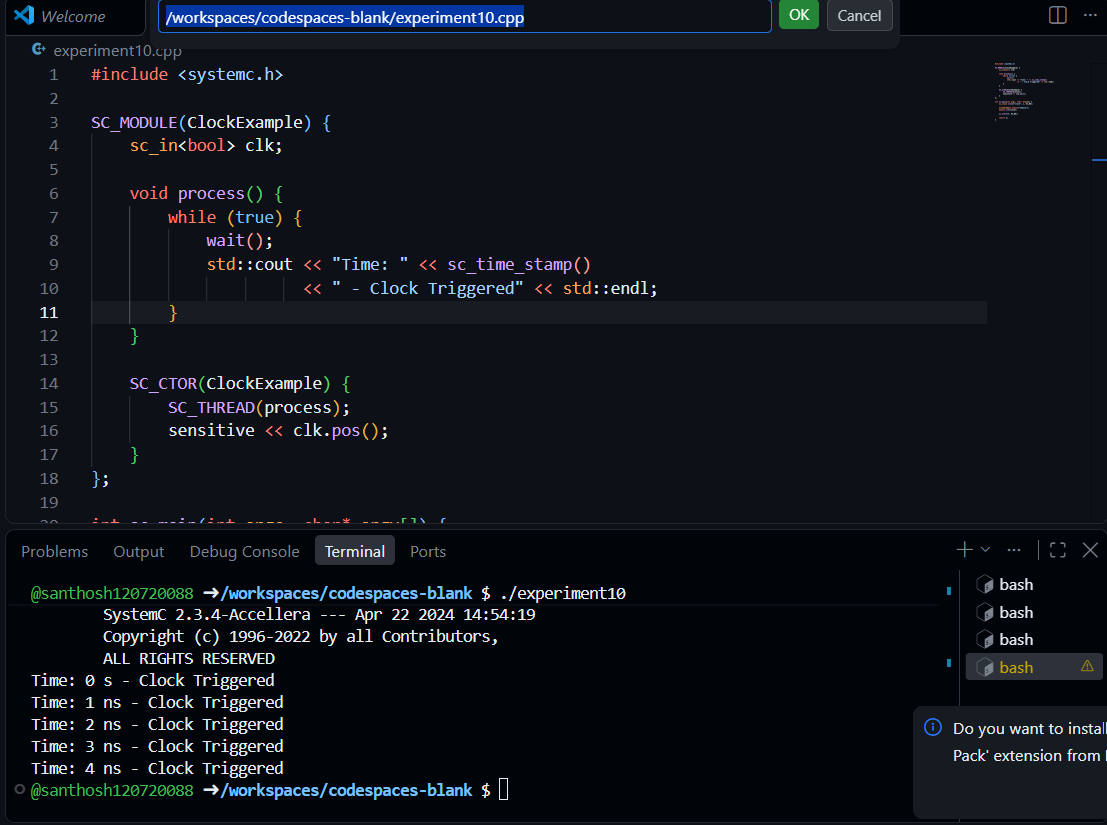 Welcome
/workspaces/codespaces-blank/experiment10.cpp
OK
Cancel
experiment10.cpp
1 #include <systemc.h>
2
3 SC_MODULE(ClockExample) {
4 sc_in<bool> clk;
5
6 void process() {
7 while (true) {
8 wait();
9 std::cout << "Time: " << sc_time_stamp()
10 << " - Clock Triggered" << std::endl;
11 }
12 }
13
14 SC_CTOR(ClockExample) {
15 SC_THREAD(process);
16 sensitive << clk.pos();
17 }
18 };
19
Problems Output Debug Console Terminal Ports
@santhosh120720088 ➜/workspaces/codespaces-blank $ ./experiment10
SystemC 2.3.4-Accellera --- Apr 22 2024 14:54:19
Copyright (c) 1996-2022 by all Contributors,
ALL RIGHTS RESERVED
Time: 0 s - Clock Triggered
Time: 1 ns - Clock Triggered
Time: 2 ns - Clock Triggered
Time: 3 ns - Clock Triggered
Time: 4 ns - Clock Triggered
@santhosh120720088 ➜/workspaces/codespaces-blank $
bash
bash
bash
bash
Do you want to install
Pack' extension from